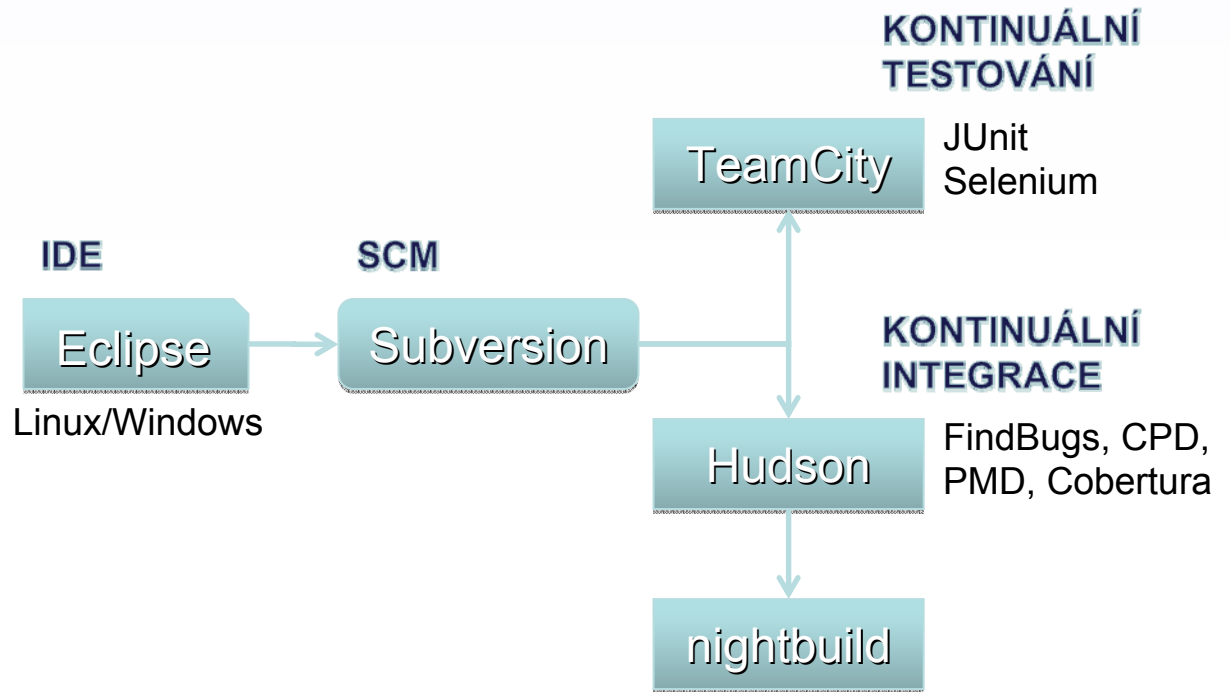 KONTINUÁLNÍ
TESTOVÁNÍ
TeamCity
JUnit
Selenium
IDE
SCM
Eclipse
Subversion
Linux/Windows
KONTINUÁLNÍ
INTEGRACE
Hudson
FindBugs, CPD,
PMD, Cobertura
nightbuild